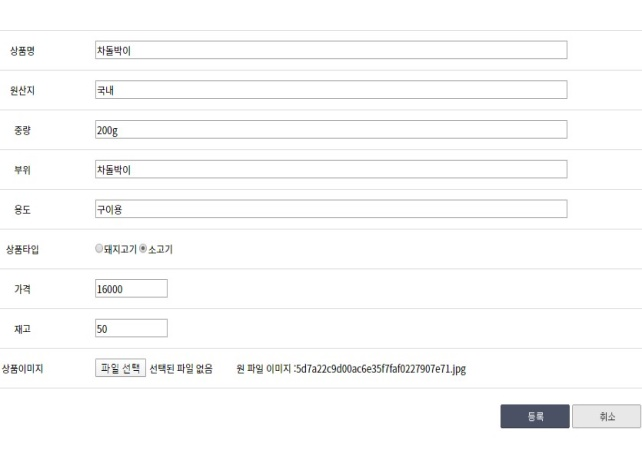 상품명 차돌박이
원산지 국내
중량 200g
부위 차돌박이
용도 구이용
상품타입 돼지고기 소고기
가격 16000
재고 50
상품이미지 파일 선택 선택된 파일 없음 원 파일 이미지 :5d7a22c9d00ac6e35f7faf0227907e71.jpg
등록 취소